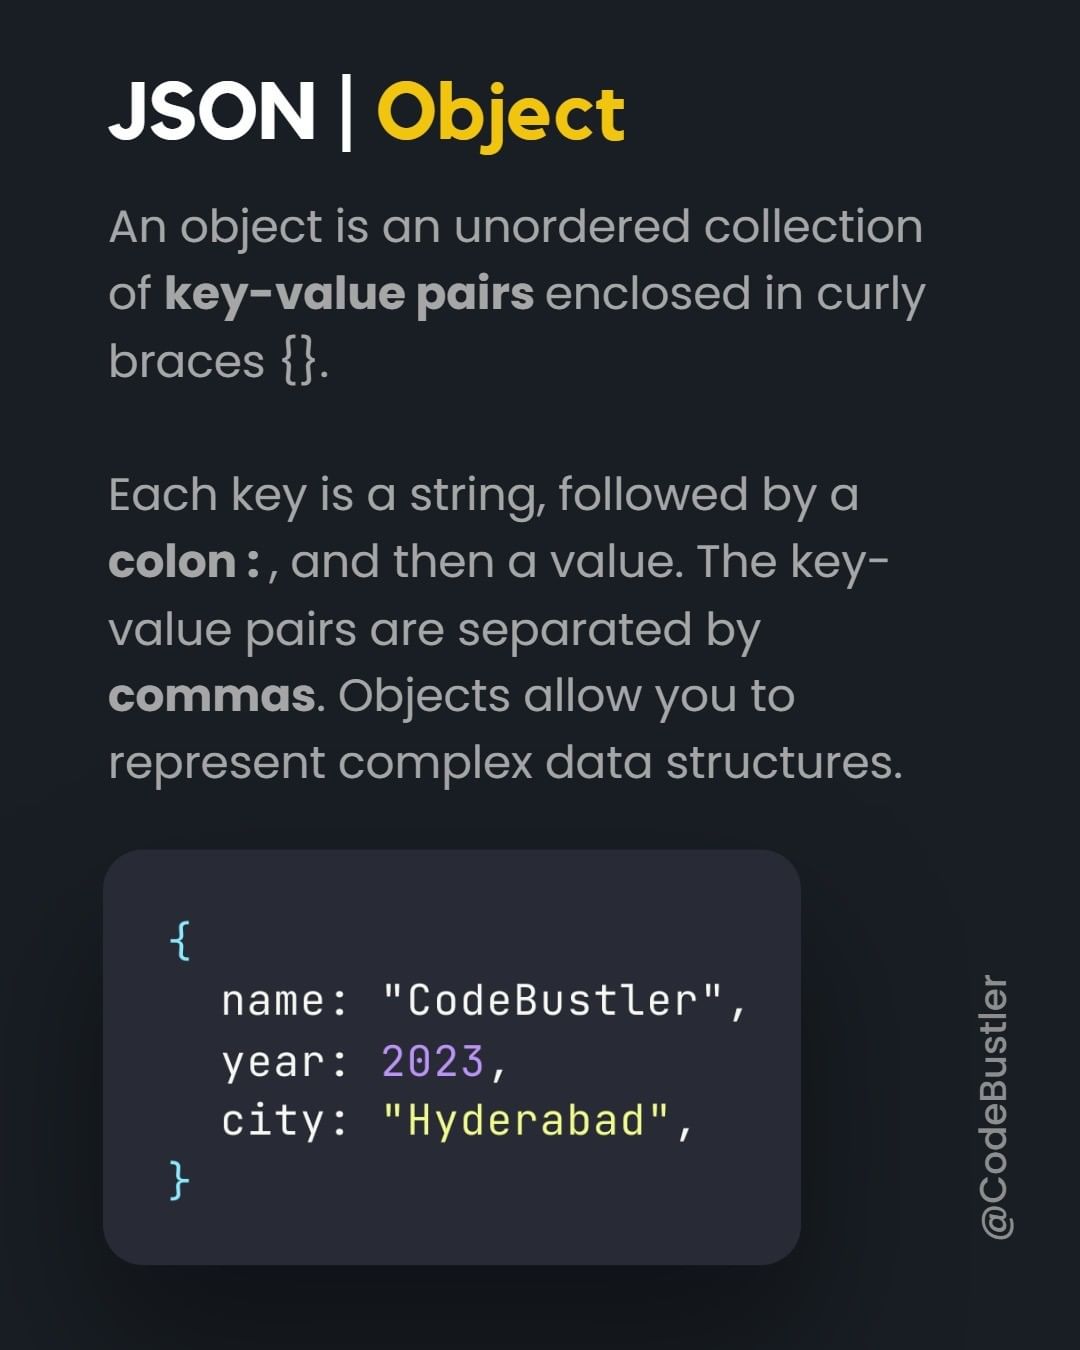 JSON | Object
An object is an unordered collection
of key-value pairs enclosed in curly
braces {}.
Each key is a string, followed by a
colon : , and then a value. The key-
value pairs are separated by
commas. Objects allow you to
represent complex data structures.
{
name: "CodeBustler",
year: 2023,
city: "Hyderabad",
}
@CodeBustler